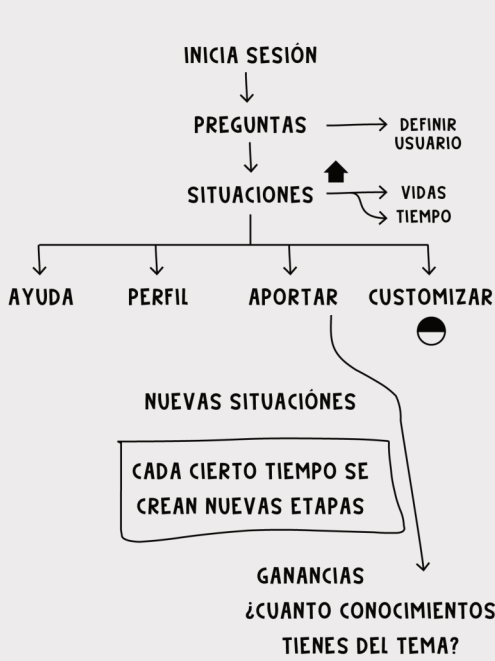 INICIA SESIÓN
PREGUNTAS
DEFINIR
USUARIO
SITUACIONES
VIDAS
TIEMPO
AYUDA
PERFIL
APORTAR
CUSTOMIZAR
NUEVAS SITUACIÓNES
CADA CIERTO TIEMPO SE
CREAN NUEVAS ETAPAS
GANANCIAS
¿CUANTO CONOCIMIENTOS
TIENES DEL TEMA?